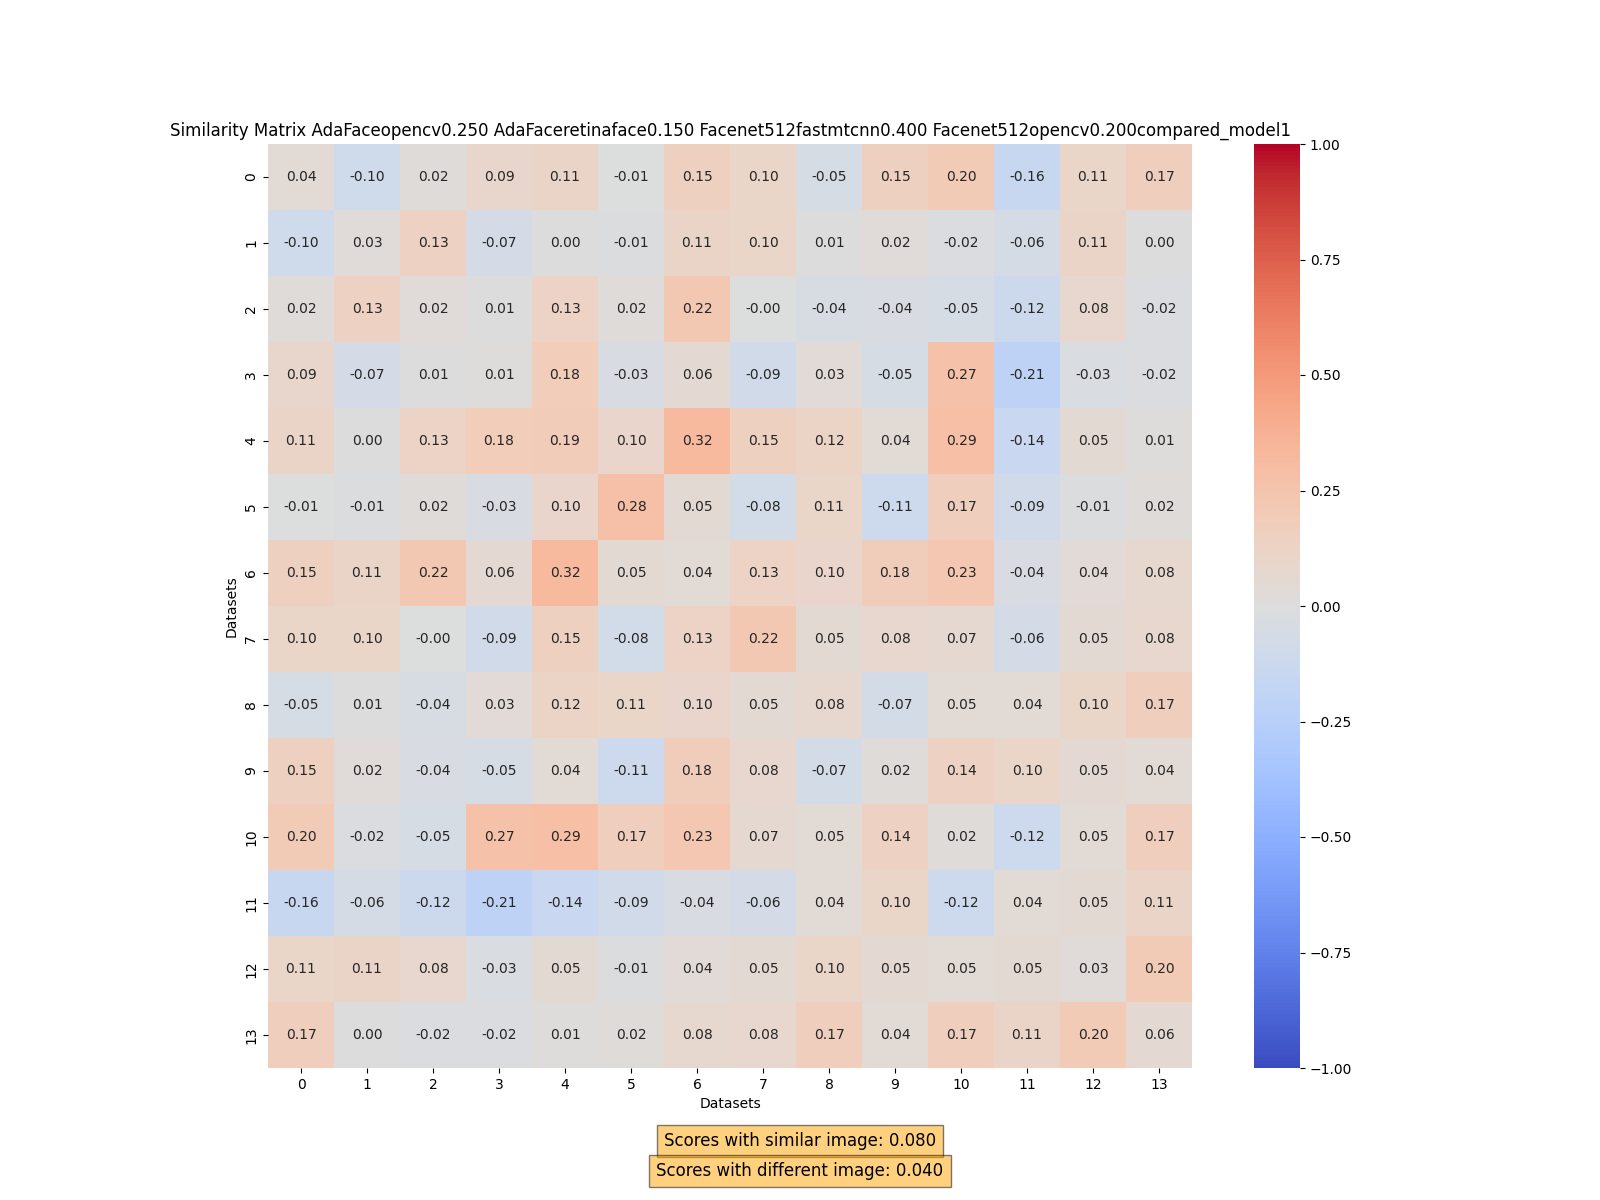 Similarity Matrix AdaFaceopencv0.250 AdaFaceretinaface0.150 Facenet512fastmtcnn0.400 Facenet512opencv0.200compared_model1
0 0.04 -0.10 0.02 0.09 0.11 -0.01 0.15 0.10 -0.05 0.15 0.20 -0.16 0.11 0.17
1 -0.10 0.03 0.13 -0.07 0.00 -0.01 0.11 0.10 0.01 0.02 -0.02 -0.06 0.11 0.00
2 0.02 0.13 0.02 0.01 0.13 0.02 0.22 -0.00 -0.04 -0.04 -0.05 -0.12 0.08 -0.02
3 0.09 -0.07 0.01 0.01 0.18 -0.03 0.06 -0.09 0.03 -0.05 0.27 -0.21 -0.03 -0.02
4 0.11 0.00 0.13 0.18 0.19 0.10 0.32 0.15 0.12 0.04 0.29 -0.14 0.05 0.01
5 -0.01 -0.01 0.02 -0.03 0.10 0.28 0.05 -0.08 0.11 -0.11 0.17 -0.09 -0.01 0.02
6 0.15 0.11 0.22 0.06 0.32 0.05 0.04 0.13 0.10 0.18 0.23 -0.04 0.04 0.08
7 0.10 0.10 -0.00 -0.09 0.15 -0.08 0.13 0.22 0.05 0.08 0.07 -0.06 0.05 0.08
8 -0.05 0.01 -0.04 0.03 0.12 0.11 0.10 0.05 0.08 -0.07 0.05 0.04 0.10 0.17
9 0.15 0.02 -0.04 -0.05 0.04 -0.11 0.18 0.08 -0.07 0.02 0.14 0.10 0.05 0.04
10 0.20 -0.02 -0.05 0.27 0.29 0.17 0.23 0.07 0.05 0.14 0.02 -0.12 0.05 0.17
11 -0.16 -0.06 -0.12 -0.21 -0.14 -0.09 -0.04 -0.06 0.04 0.10 -0.12 0.04 0.05 0.11
12 0.11 0.11 0.08 -0.03 0.05 -0.01 0.04 0.05 0.10 0.05 0.05 0.05 0.03 0.20
13 0.17 0.00 -0.02 -0.02 0.01 0.02 0.08 0.08 0.17 0.04 0.17 0.11 0.20 0.06
0 1 2 3 4 5 6 7 8 9 10 11 12 13
Datasets
Datasets
1.00
0.75
0.50
0.25
0.00
−0.25
−0.50
−0.75
−1.00
Scores with similar image: 0.080
Scores with different image: 0.040